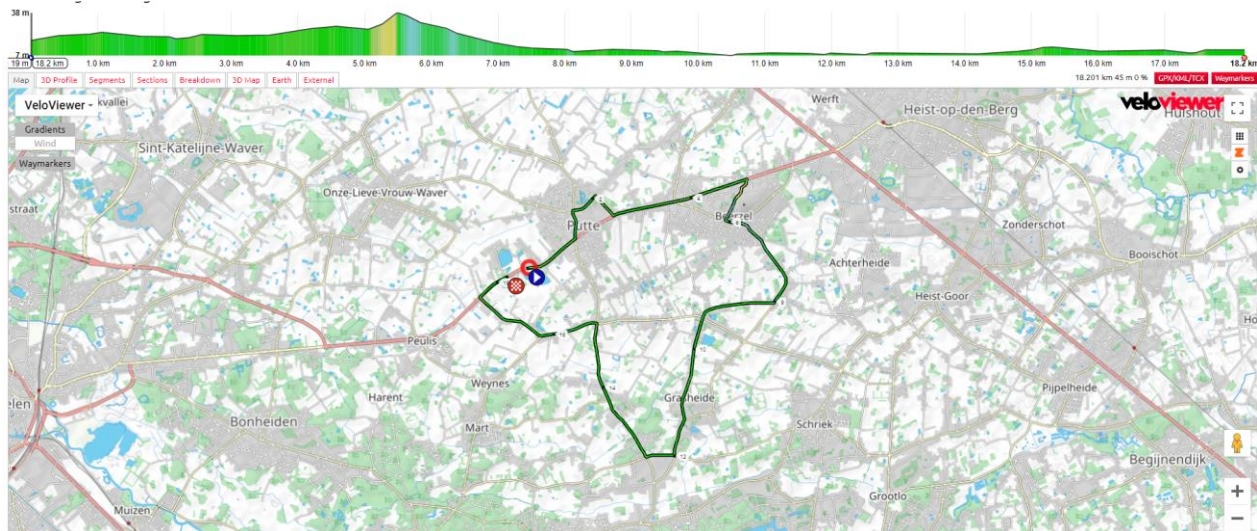 38 m
7 m
19 m 18.2 km 1.0 km 2.0 km 3.0 km 4.0 km 5.0 km 6.0 km 7.0 km 8.0 km 9.0 km 10.0 km 11.0 km 12.0 km 13.0 km 14.0 km 15.0 km 16.0 km 17.0 km 18.2 km
Map 3D Profile Segments Sections Breakdown 3D Map Earth External
18.201 km 45 m 0 % GPX/KML/TCX Waymarkers
VeloViewer
kvallei
Werft
veloviewer
Gradients
Heist-op-den-Berg
Hulshout
Wind
Sint-Katelijne-Waver
Waymarkers
Onze-Lieve-Vrouw-Waver
straat
Beerzel
Putte
Zonderschot
Booischot
Achterheide
Heist-Goor
Peulis
Weynes
Harent
Grasheide
Pijpelheide
Bonheiden
Mart
Schriek
Begijnendijk
Grootlo
Muizen